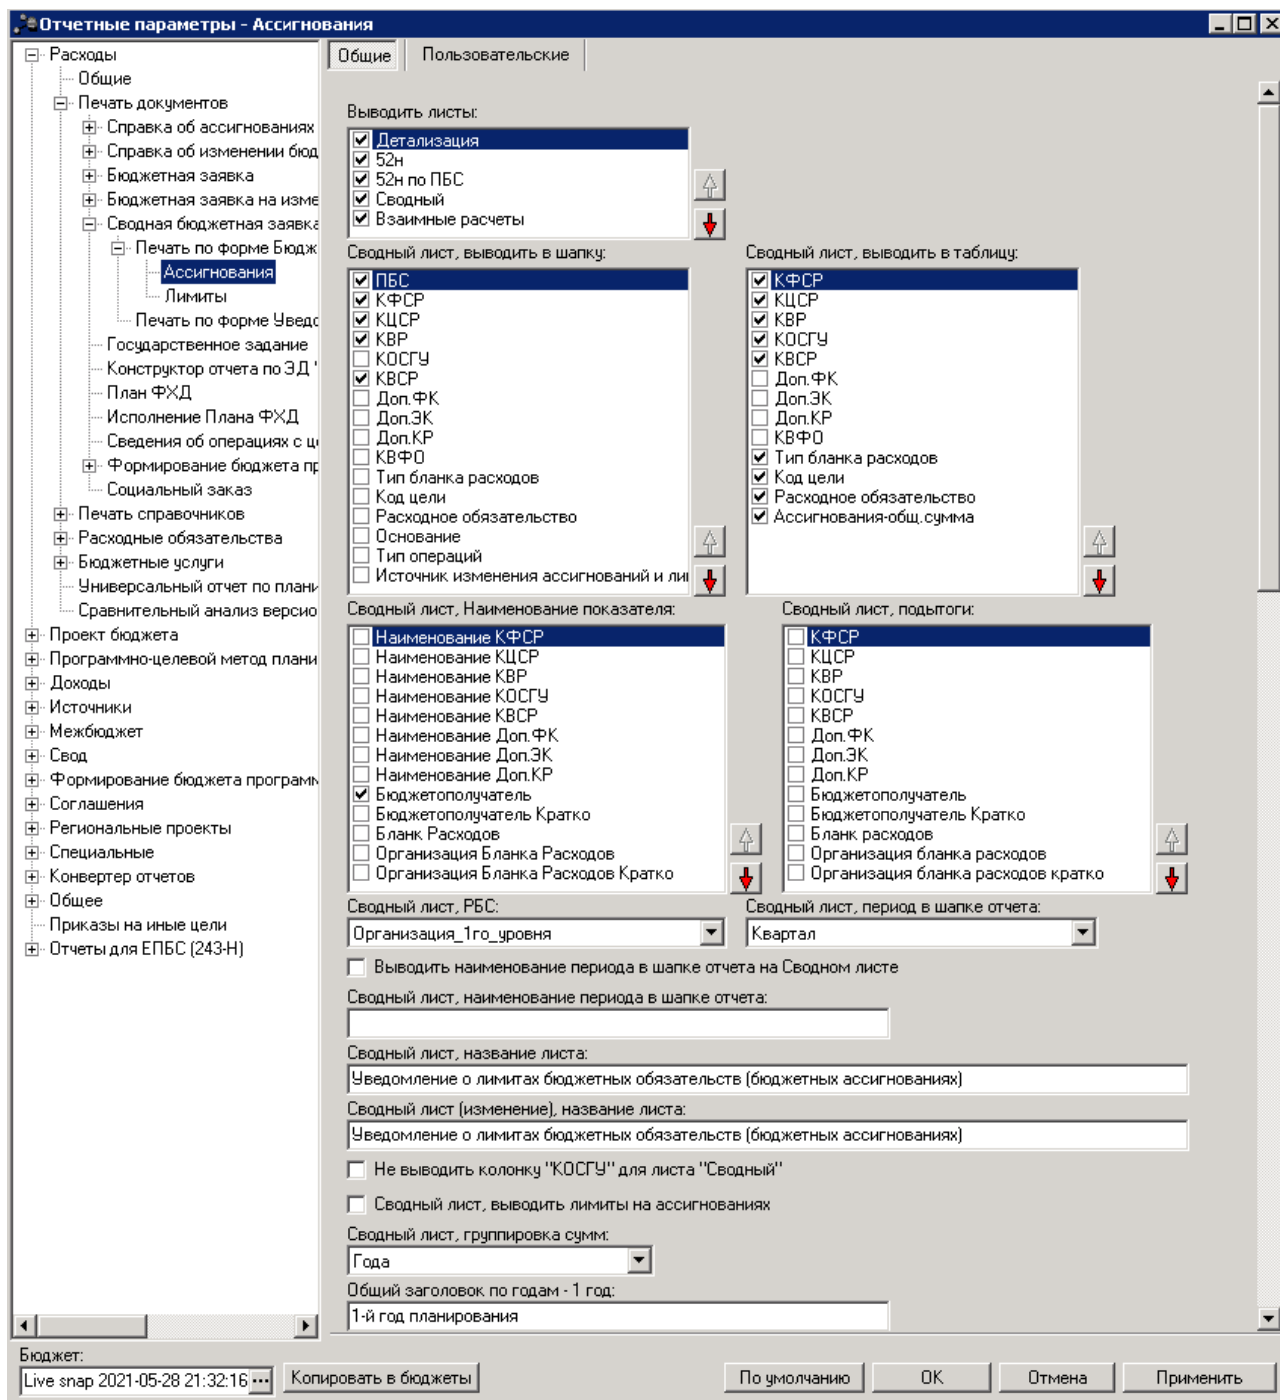 Отчетные параметры - Ассигнования
Расходы
Общие
Печать документов
Справка об ассигнованиях
Справка об изменении бюд
Бюджетная заявка
Бюджетная заявка на изме
Сводная бюджетная заявка
Печать по форме Бюдж
Ассигнования
Лимиты
Печать по форме Уведо
Государственное задание
Конструктор отчета по ЭД "
План ФХД
Исполнение Плана ФХД
Сведения об операциях с це
Формирование бюджета пр
Социальный заказ
Печать справочников
Расходные обязательства
Бюджетные услуги
Универсальный отчет по плани
Сравнительный анализ версио
Проект бюджета
Программно-целевой метод плани
Доходы
Источники
Межбюджет
Свод
Формирование бюджета программ
Соглашения
Региональные проекты
Специальные
Конвертер отчетов
Общее
Приказы на иные цели
Отчеты для ЕПБС (243-Н)
Общие
Пользовательские
Выводить листы:
Детализация
52н
52н по ПБС
Сводный
Взаимные расчеты
Сводный лист, выводить в шапку:
ПБС
КФСР
КЦСР
КВР
КОСГУ
КВСР
Доп.ФК
Доп.ЭК
Доп.КР
КВФО
Тип бланка расходов
Код цели
Расходное обязательство
Основание
Тип операций
Источник изменения ассигнований и ли
Сводный лист, выводить в таблицу:
КФСР
КЦСР
КВР
КОСГУ
КВСР
Доп.ФК
Доп.ЭК
Доп.КР
КВФО
Тип бланка расходов
Код цели
Расходное обязательство
Ассигнования-общ.сумма
Сводный лист, Наименование показателя:
Наименование КФСР
Наименование КЦСР
Наименование КВР
Наименование КОСГУ
Наименование КВСР
Наименование Доп.ФК
Наименование Доп.ЭК
Наименование Доп.КР
Бюджетополучатель
Бюджетополучатель Кратко
Бланк Расходов
Организация Бланка Расходов
Организация Бланка Расходов Кратко
Сводный лист, подытоги:
КФСР
КЦСР
КВР
КОСГУ
КВСР
Доп.ФК
Доп.ЭК
Доп.КР
Бюджетополучатель
Бюджетополучатель Кратко
Бланк расходов
Организация бланка расходов
Организация бланка расходов кратко
Сводный лист, РБС:
Организация_1го_уровня
Сводный лист, период в шапке отчета:
Квартал
Выводить наименование периода в шапке отчета на Сводном листе
Сводный лист, наименование периода в шапке отчета:
Сводный лист, название листа:
Уведомление о лимитах бюджетных обязательств (бюджетных ассигнованиях)
Сводный лист (изменение), название листа:
Уведомление о лимитах бюджетных обязательств (бюджетных ассигнованиях)
Не выводить колонку "КОСГУ" для листа "Сводный"
Сводный лист, выводить лимиты на ассигнованиях
Сводный лист, группировка сумм:
Года
Общий заголовок по годам - 1 год:
1-й год планирования
Бюджет:
Live snap 2021-05-28 21:32:16 ...
Копировать в бюджеты
По умолчанию
OK
Отмена
Применить